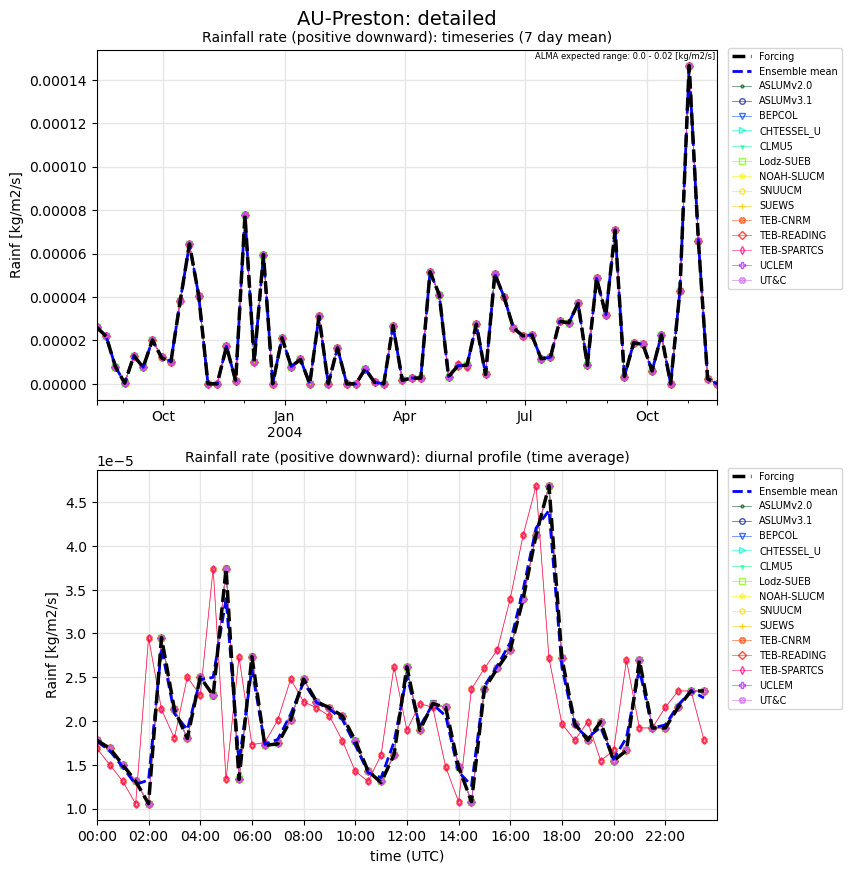 AU-Preston: detailed
Rainfall rate (positive downward): timeseries (7 day mean)
ALMA expected range: 0.0 - 0.02 [kg/m2/s]
0.00014
0.00012
0.00010
0.00008
0.00006
0.00004
0.00002
0.00000
Rainf [kg/m2/s]
Oct
Jan
2004
Apr
Jul
Oct
Forcing
Ensemble mean
ASLUMv2.0
ASLUMv3.1
BEPCOL
CHTESSEL_U
CLMU5
Lodz-SUEB
NOAH-SLUCM
SNUUCM
SUEWS
TEB-CNRM
TEB-READING
TEB-SPARTCS
UCLEM
UT&C
Rainfall rate (positive downward): diurnal profile (time average)
1e−5
4.5
4.0
3.5
3.0
2.5
2.0
1.5
1.0
Rainf [kg/m2/s]
00:00
02:00
04:00
06:00
08:00
10:00
12:00
14:00
16:00
18:00
20:00
22:00
time (UTC)
Forcing
Ensemble mean
ASLUMv2.0
ASLUMv3.1
BEPCOL
CHTESSEL_U
CLMU5
Lodz-SUEB
NOAH-SLUCM
SNUUCM
SUEWS
TEB-CNRM
TEB-READING
TEB-SPARTCS
UCLEM
UT&C